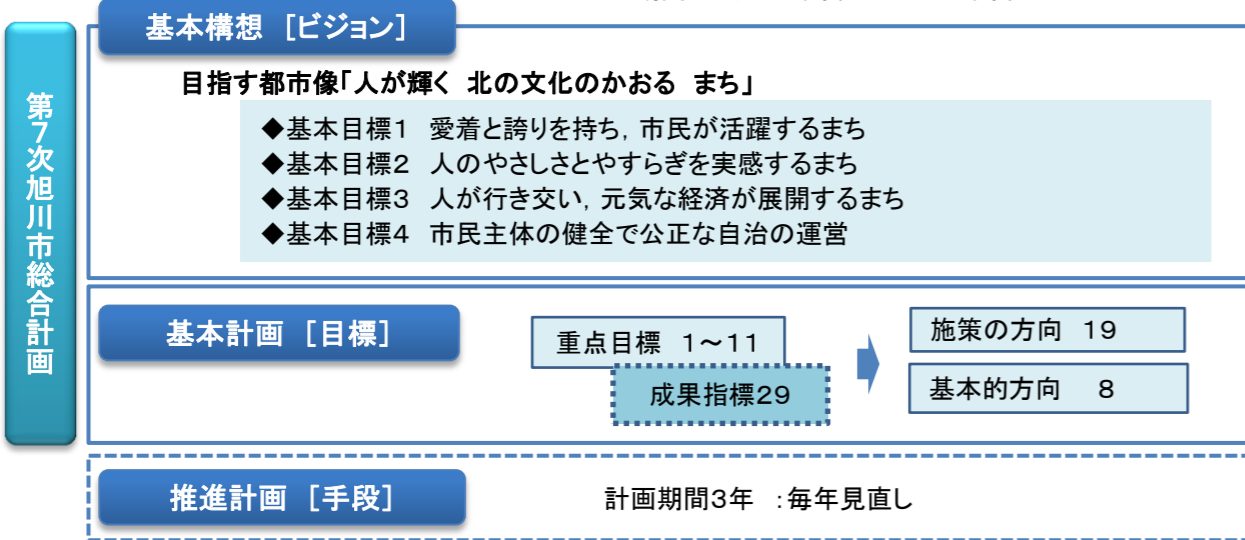 第7次旭川市総合計画
基本構想 [ビジョン]
目指す都市像「人が輝く 北の文化のかおる まち」
◆基本目標1 愛着と誇りを持ち,市民が活躍するまち
◆基本目標2 人のやさしさとやすらぎを実感するまち
◆基本目標3 人が行き交い,元気な経済が展開するまち
◆基本目標4 市民主体の健全で公正な自治の運営
基本計画 [目標]
重点目標 1~11
成果指標29
施策の方向 19
基本的方向 8
推進計画 [手段]
計画期間3年 :毎年見直し